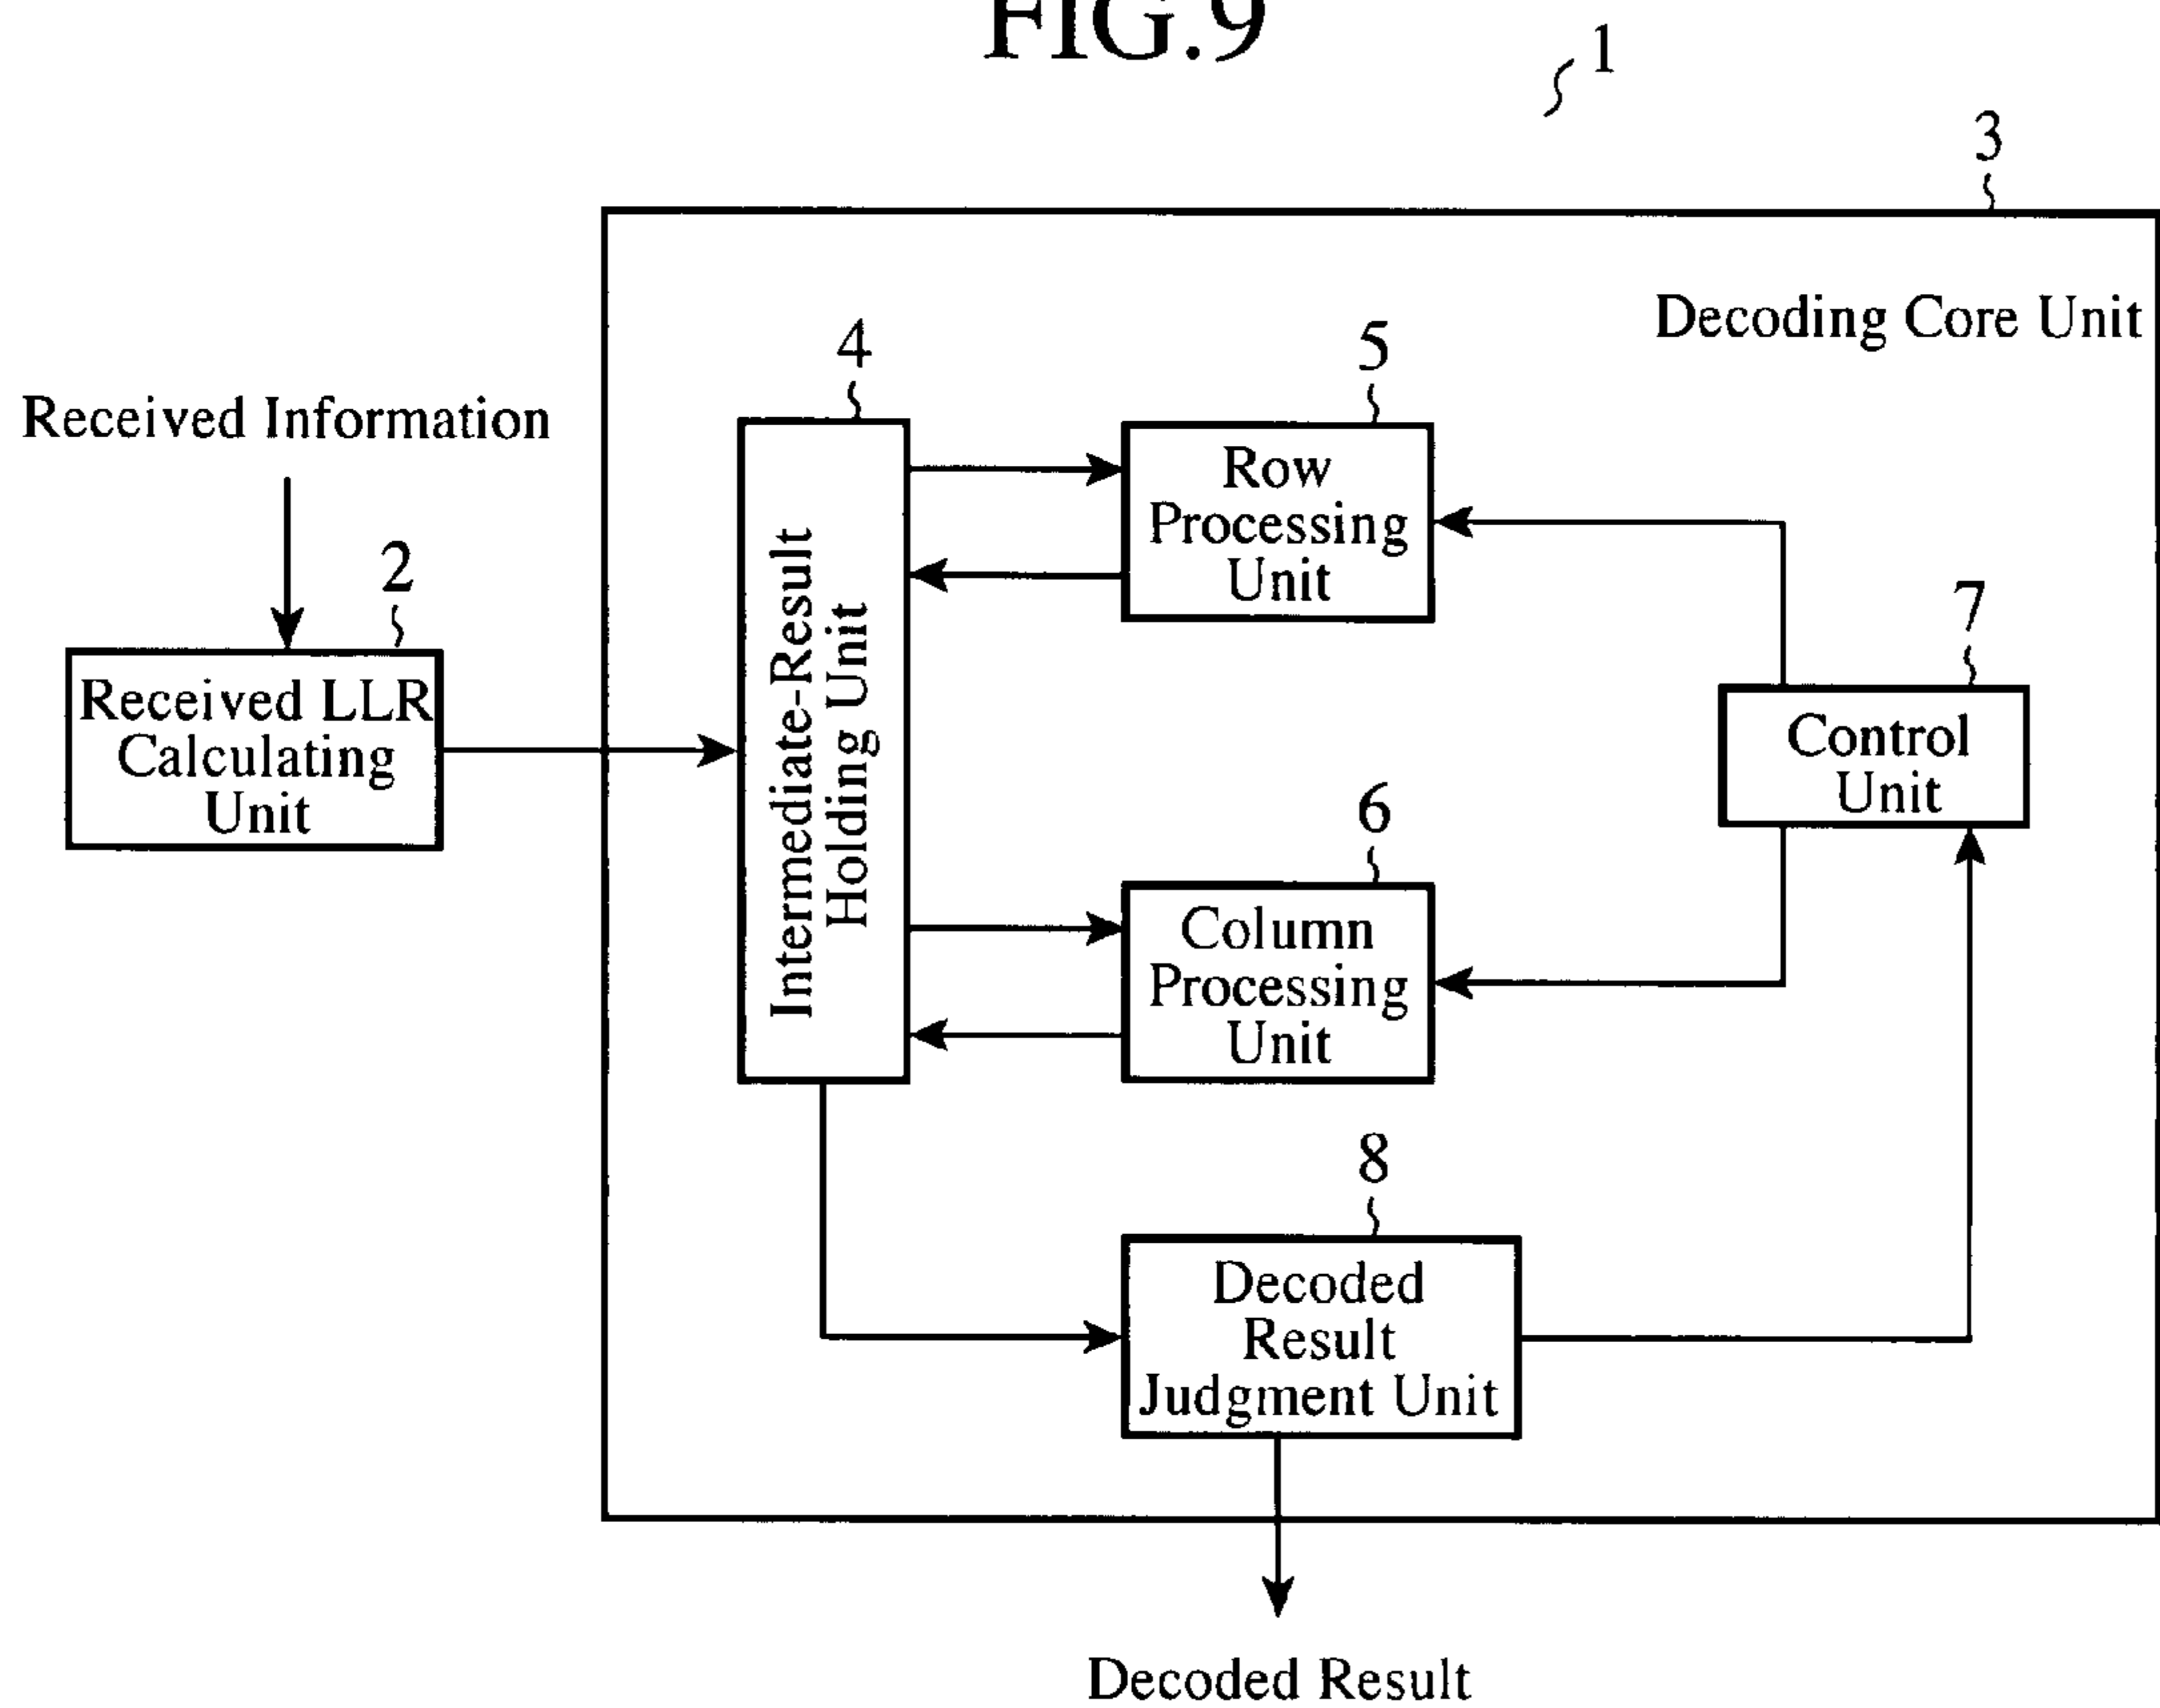 FIG.9
1
3
Decoding Core Unit
4
5
Received Information
Row
Processing
Unit
2
Intermediate-Result
Holding Unit
7
Received LLR
Calculating
Unit
Control
Unit
6
Column
Processing
Unit
8
Decoded
Result
Judgment Unit
Decoded Result